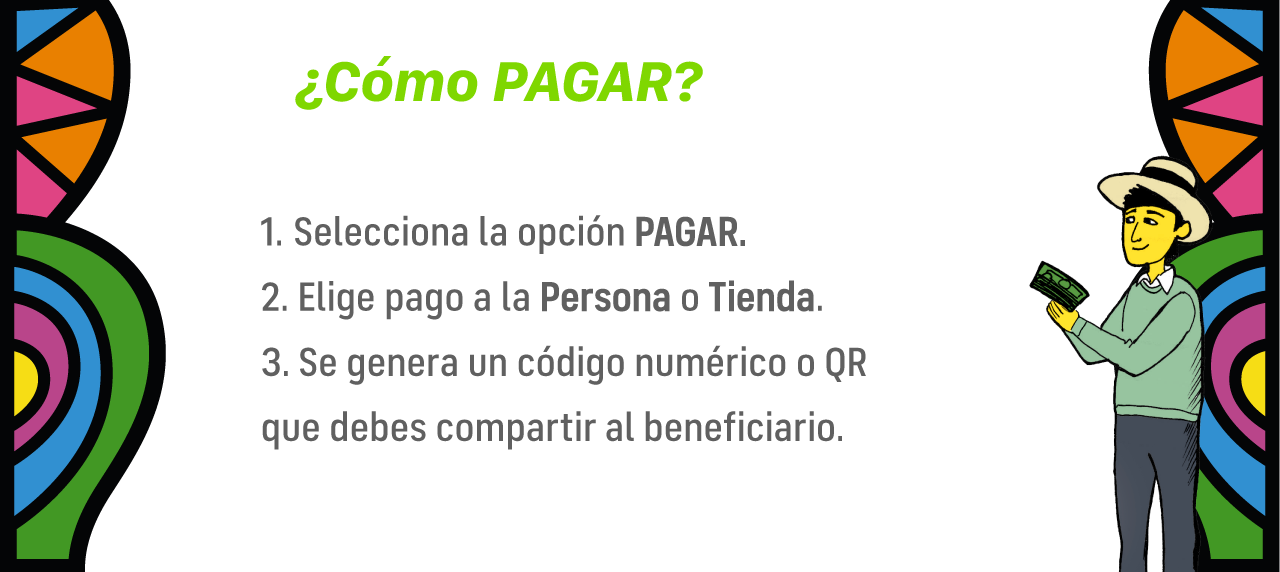 ¿Cómo PAGAR?
1. Selecciona la opción PAGAR.
2. Elige pago a la Persona o Tienda.
3. Se genera un código numérico o QR
que debes compartir al beneficiario.